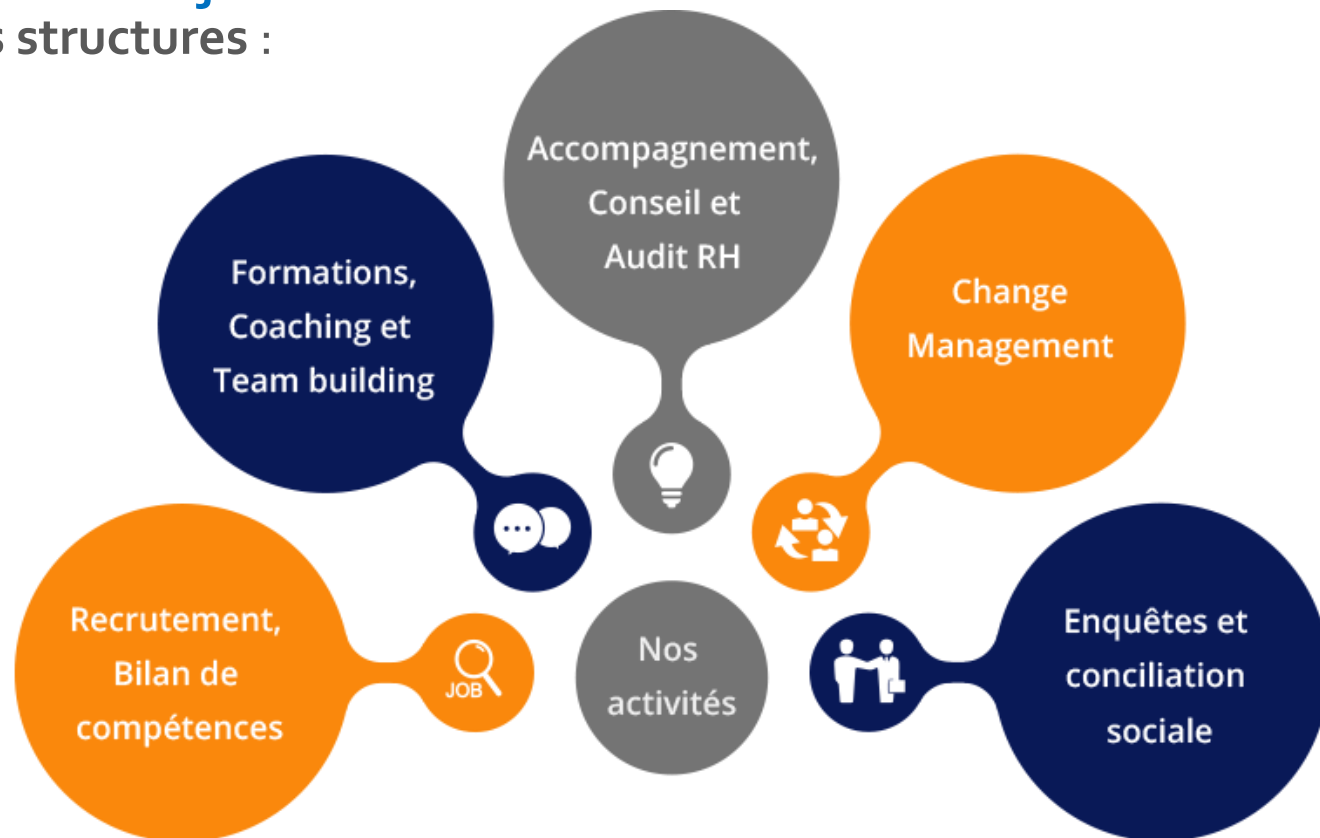 structures :
Recrutement,
Bilan de
compétences
JOB
Formations,
Coaching et
Team building
Accompagnement,
Conseil et
Audit RH
Change
Management
Enquêtes et
conciliation
sociale
Nos
activités